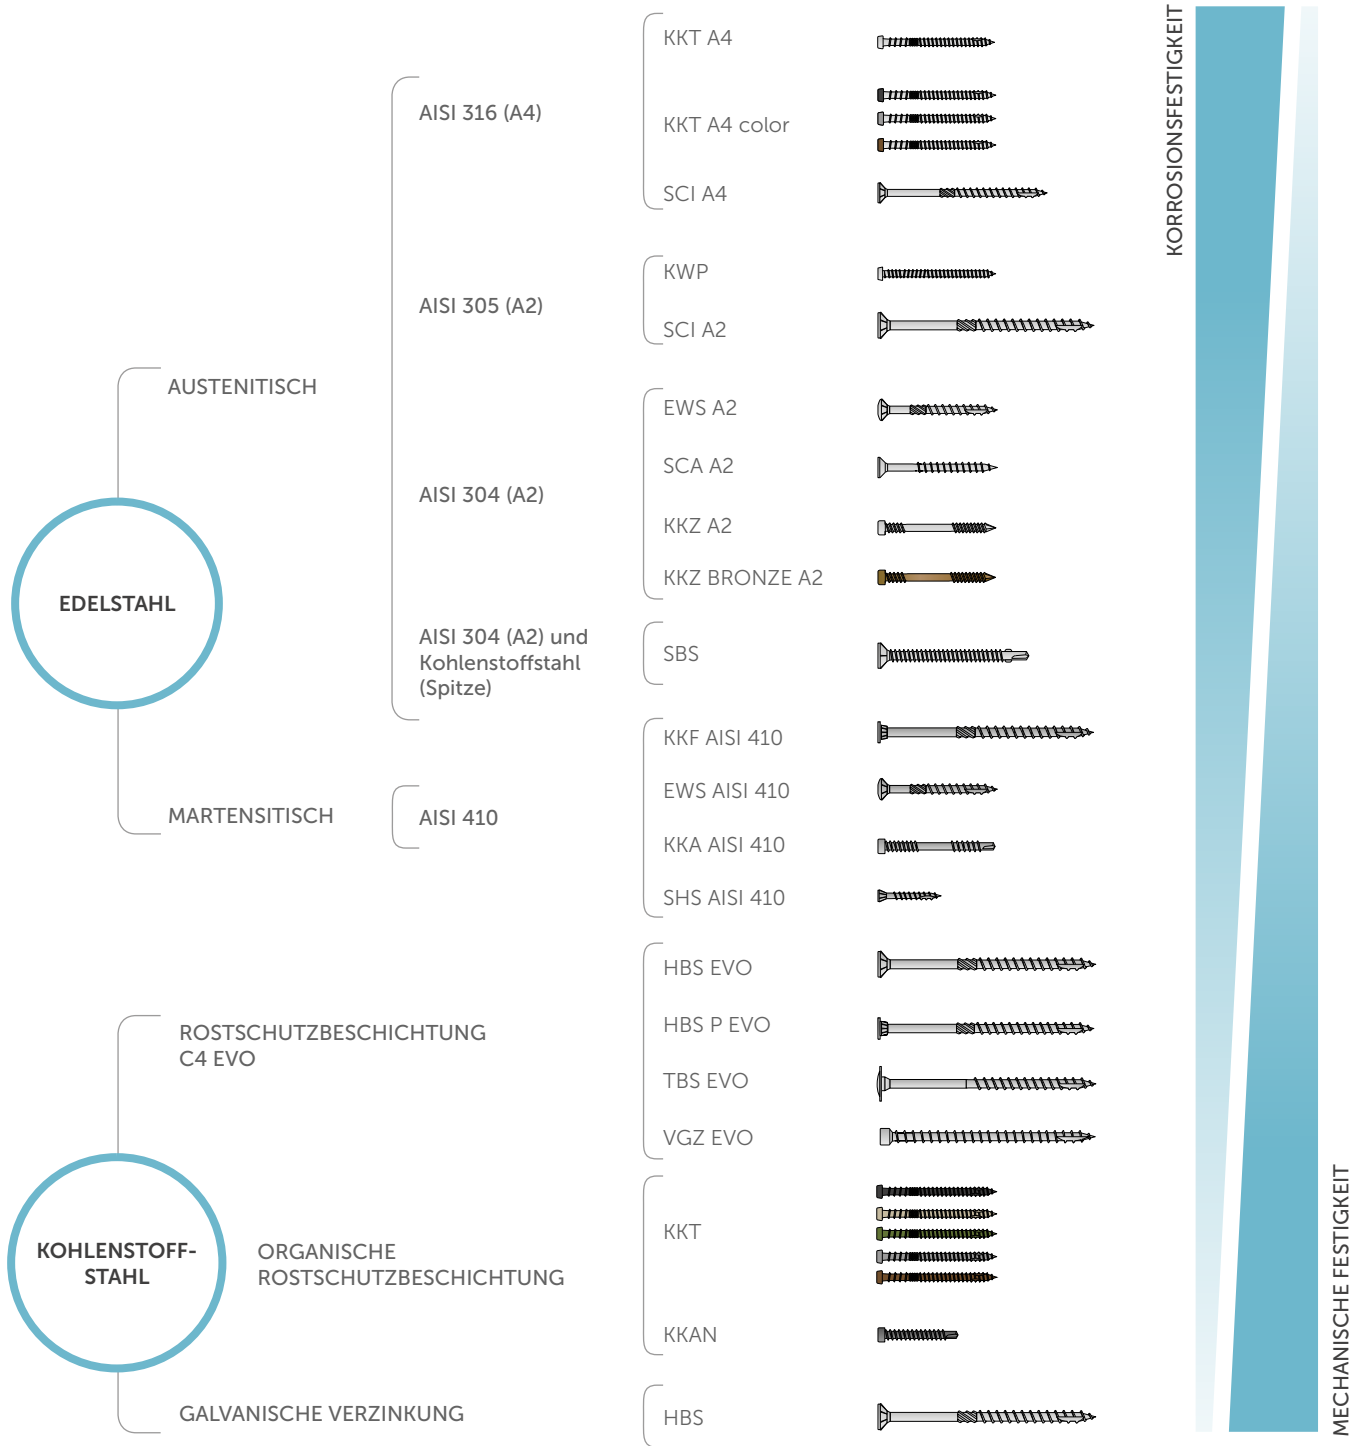 KORROSIONSFESTIGKEIT
EDELSTAHL
AUSTENITISCH
AISI 316 (A4)
KKT A4
KKT A4 color
SCI A4
AISI 305 (A2)
KWP
SCI A2
AISI 304 (A2)
EWS A2
SCA A2
KKZ A2
KKZ BRONZE A2
AISI 304 (A2) und
Kohlenstoffstahl
(Spitze)
SBS
MARTENSITISCH
AISI 410
KKF AISI 410
EWS AISI 410
KKA AISI 410
SHS AISI 410
KOHLENSTOFF-
STAHL
ROSTSCHUTZBESCHICHTUNG
C4 EVO
HBS EVO
HBS P EVO
TBS EVO
VGZ EVO
ORGANISCHE
ROSTSCHUTZBESCHICHTUNG
KKT
KKAN
GALVANISCHE VERZINKUNG
HBS
MECHANISCHE FESTIGKEIT